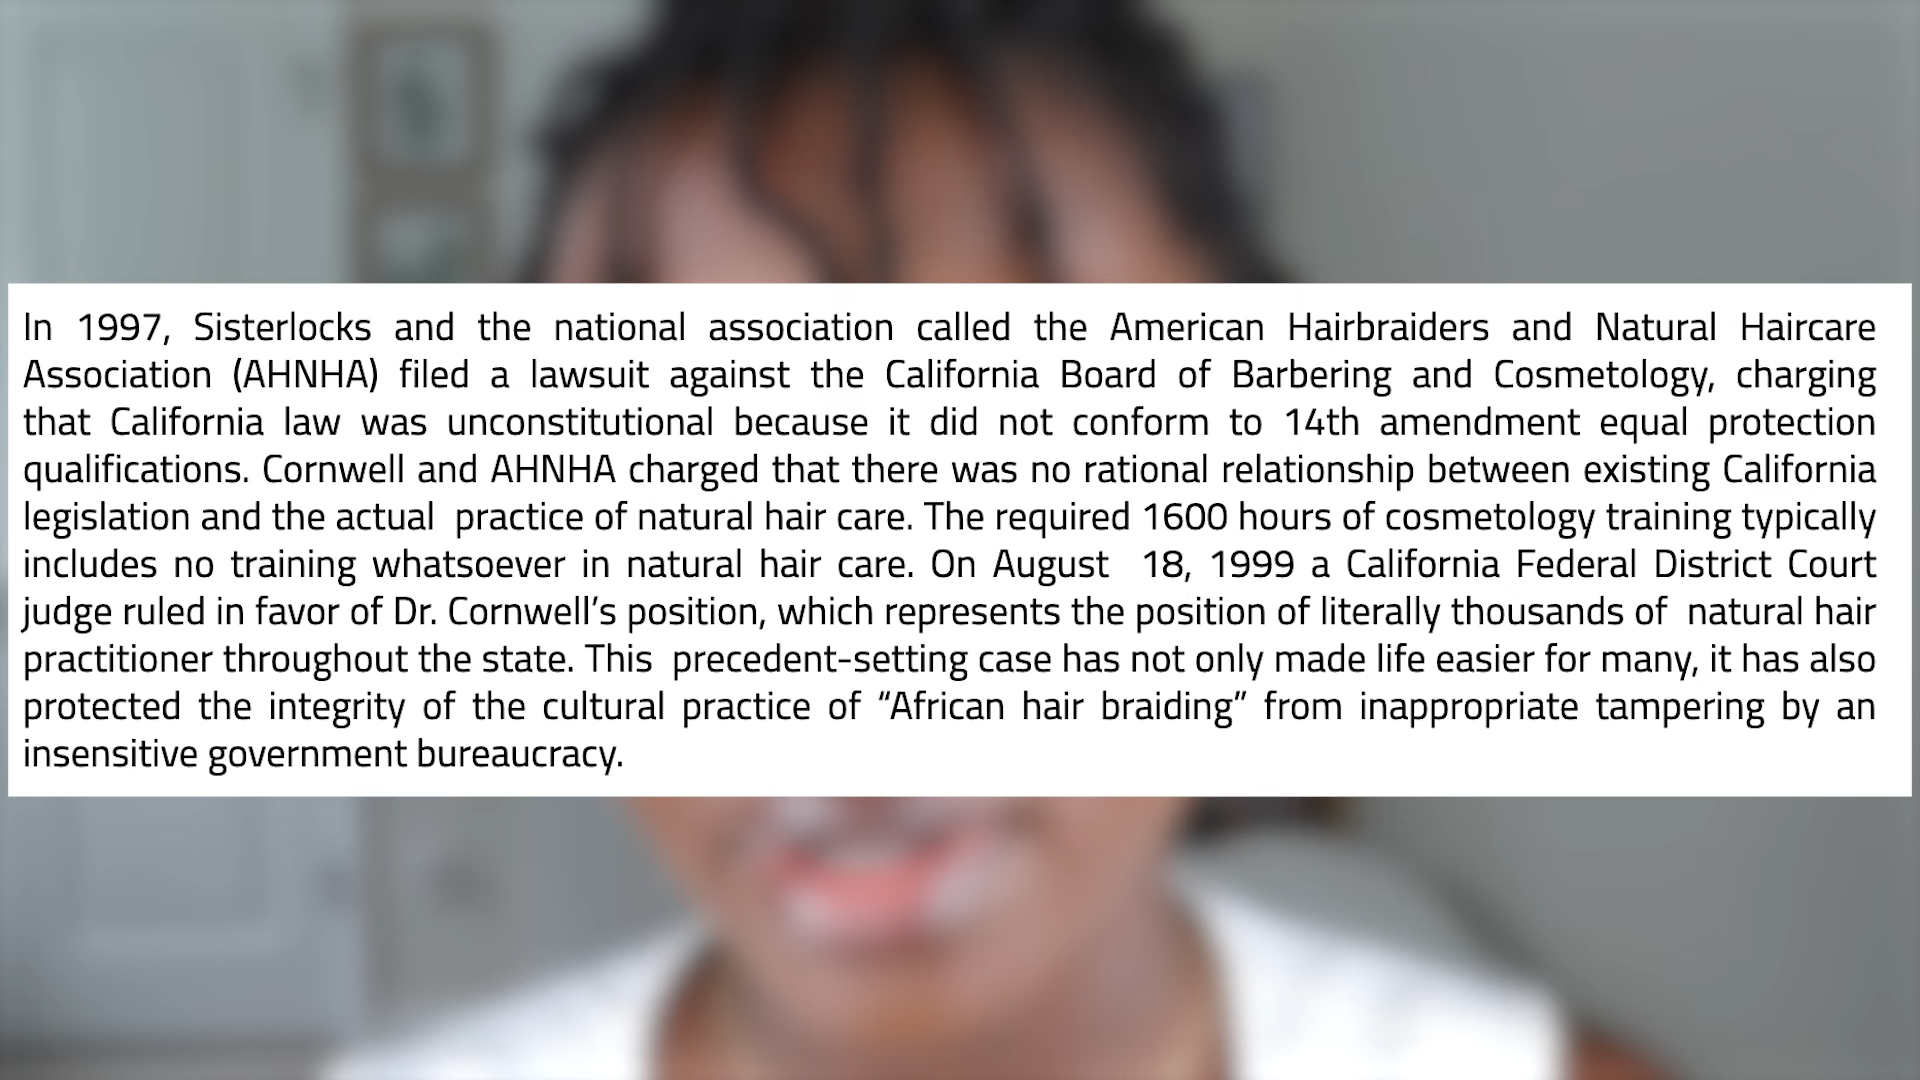 In 1997, Sisterlocks and the national association called the American Hairbraiders and Natural Haircare
Association (AHNHA) filed a lawsuit against the California Board of Barbering and Cosmetology, charging
that California law was unconstitutional because it did not conform to 14th amendment equal protection
qualifications. Cornwell and AHNHA charged that there was no rational relationship between existing California
legislation and the actual practice of natural hair care. The required 1600 hours of cosmetology training typically
includes no training whatsoever in natural hair care. On August 18, 1999 a California Federal District Court
judge ruled in favor of Dr. Cornwell’s position, which represents the position of literally thousands of natural hair
practitioner throughout the state. This precedent-setting case has not only made life easier for many, it has also
protected the integrity of the cultural practice of “African hair braiding” from inappropriate tampering by an
insensitive government bureaucracy.